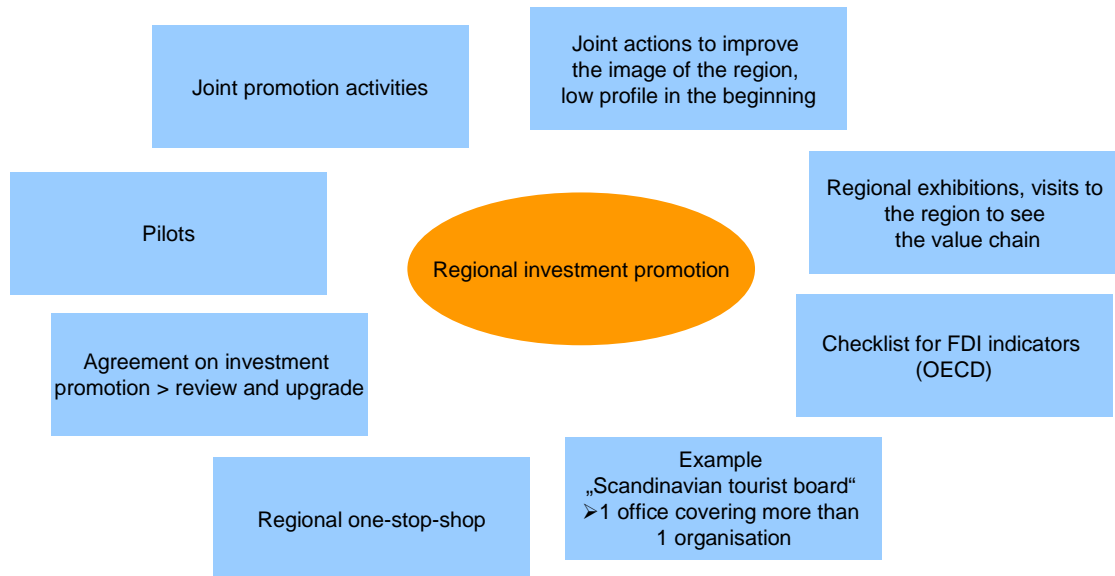 Joint promotion activities
Joint actions to improve
the image of the region,
low profile in the beginning
Regional exhibitions, visits to
the region to see
the value chain
Pilots
Regional investment promotion
Checklist for FDI indicators
(OECD)
Agreement on investment
promotion > review and upgrade
Example
„Scandinavian tourist board“
➢1 office covering more than
1 organisation
Regional one-stop-shop